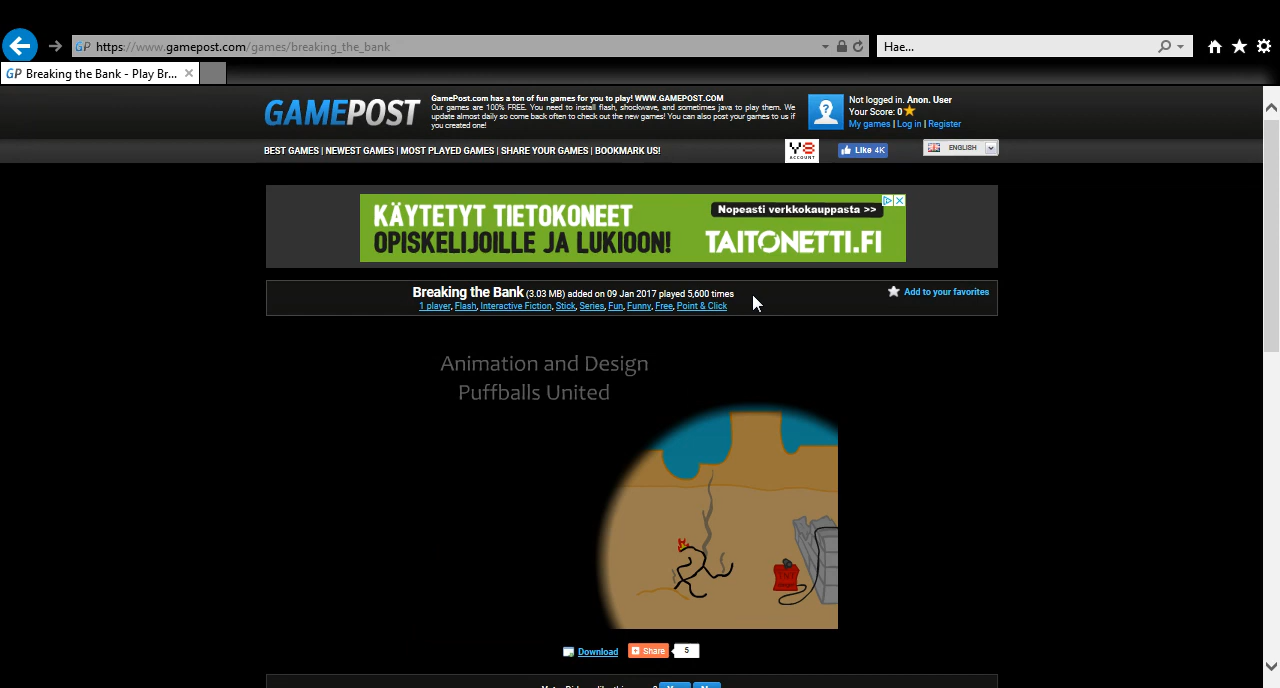 https://www.gamepost.com/games/breaking_the_bank
Hae...
GP Breaking the Bank - Play Br...
GAMEPOST
GamePost.com has a ton of fun games for you to play! WWW.GAMEPOST.COM
Our games are 100% FREE. You need to install flash, shockwave, and sometimes java to play them. We
update almost daily so come back often to check out the new games! You can also post your games to us if
you created one!
Not logged in. Anon. User
Your Score: 0
My games | Log in | Register
BEST GAMES | NEWEST GAMES | MOST PLAYED GAMES | SHARE YOUR GAMES | BOOKMARK US!
Y8
ACCOUNT
Like 4K
ENGLISH
KÄYTETYT TIETOKONEET
OPISKELIJOILLE JA LUKIOON!
Nopeasti verkkokauppasta >>
TAITONETTI.FI
Breaking the Bank (3.03 MB) added on 09 Jan 2017 played 5,600 times
1 player, Flash, Interactive Fiction, Stick, Series, Fun, Funny, Free, Point & Click
Add to your favorites
Animation and Design
Puffballs United
TNT
Download
Share
5